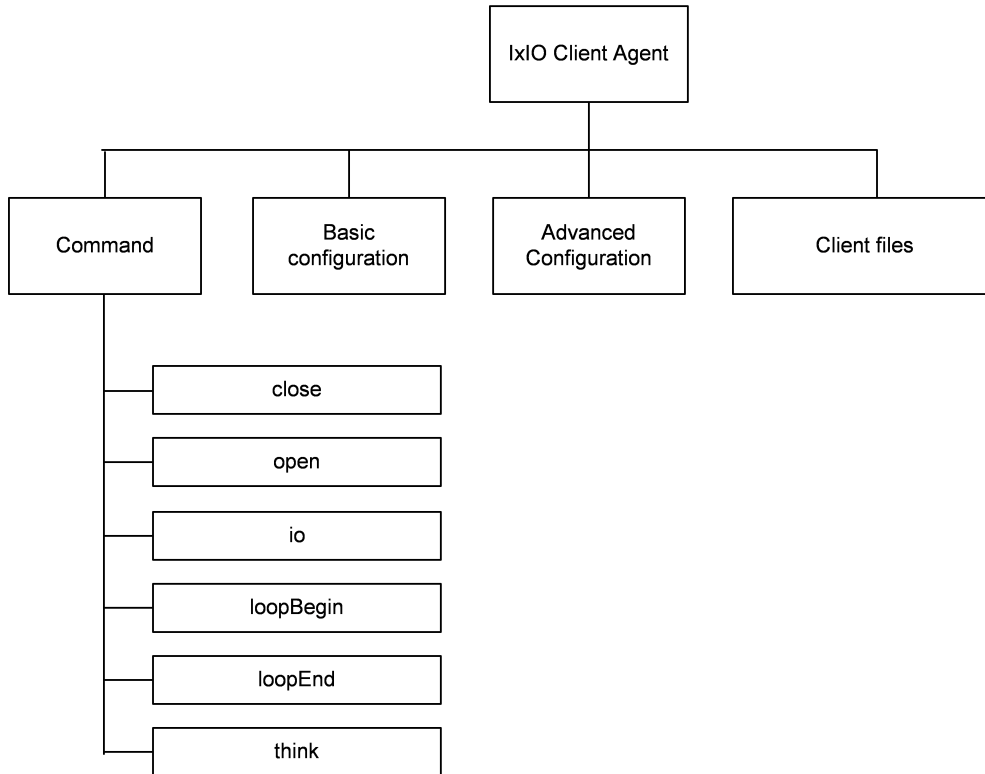 IxIO Client Agent
Command
Basic
configuration
Advanced
Configuration
Client files
close
open
io
loopBegin
loopEnd
think